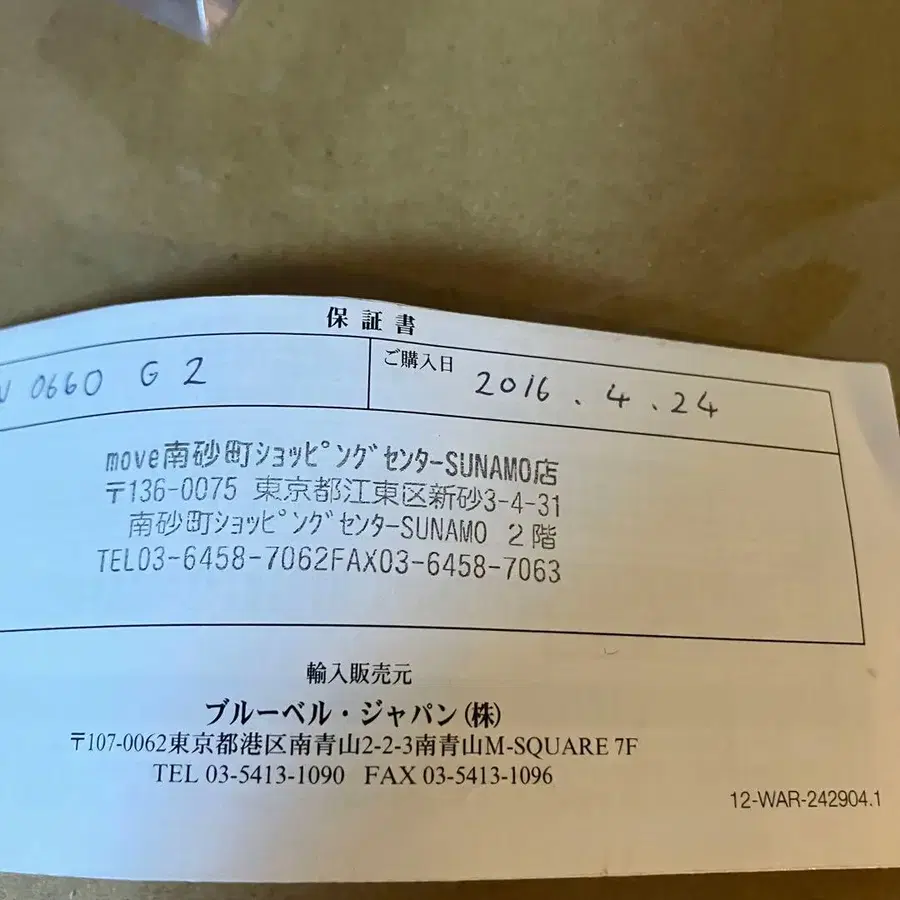 保証書
0660 G2
ご購入日 2016.4.24
move南砂町ショッピングセンターSUNAMO店
〒136-0075 東京都江東区新砂3-4-31
南砂町ショッピングセンターSUNAMO 2階
TEL03-6458-7062FAX03-6458-7063
輸入販売元
ブルーベル・ジャパン(株)
〒107-0062東京都港区南青山2-2-3南青山M-SQUARE 7F
TEL 03-5413-1090 FAX 03-5413-1096
12-WAR-242904.1